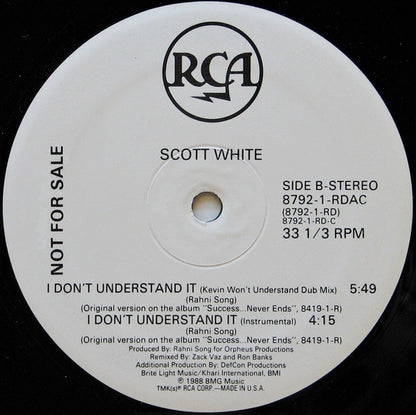 RCA
SCOTT WHITE
NOT FOR SALE
SIDE B-STEREO
8792-1-RDAC
(8792-1-RD)
8792-1-RD-C
33 1/3 RPM
I DON'T UNDERSTAND IT (Kevin Won't Understand Dub Mix) 5:49
(Rahni Song)
(Original version on the album "Success...Never Ends", 8419-1-R)
I DON'T UNDERSTAND IT (Instrumental) 4:15
(Rahni Song)
(Original version on the album "Success...Never Ends", 8419-1-R)
Produced By: Rahni Song for Orpheus Productions
Remixed By: Zack Vaz and Ron Banks
Additional Production By: DefCon Productions
Brite Light Music/Khari International, BMI
℗ 1988 BMG Music
TMK(s) ® RCA CORP.—MADE IN U.S.A.